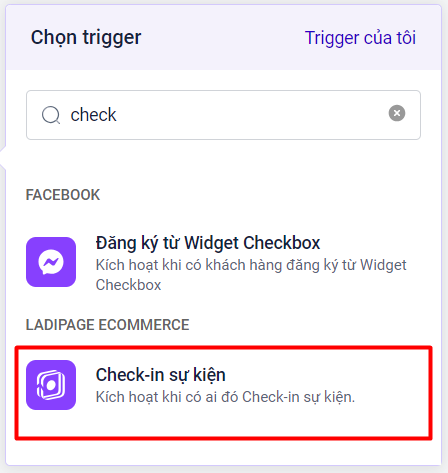 Chọn trigger
Trigger của tôi
check
FACEBOOK
Đăng ký từ Widget Checkbox
Kích hoạt khi có khách hàng đăng ký từ Widget
Checkbox
LADIPAGE ECOMMERCE
Check-in sự kiện
Kích hoạt khi có ai đó Check-in sự kiện.